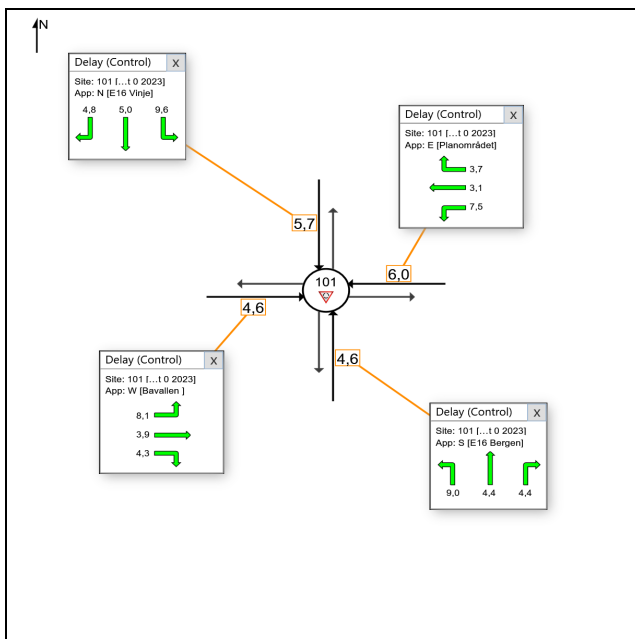 N
Delay (Control) X
Site: 101 [...t 0 2023]
App: N [E16 Vinje]
4,8 5,0 9,6
Delay (Control) X
Site: 101 [...t 0 2023]
App: E [Planområdet]
3,7
3,1
7,5
5,7
101
6,0
4,6
4,6
Delay (Control) X
Site: 101 [...t 0 2023]
App: W [Bavallen ]
8,1
3,9
4,3
Delay (Control) X
Site: 101 [...t 0 2023]
App: S [E16 Bergen]
9,0 4,4 4,4